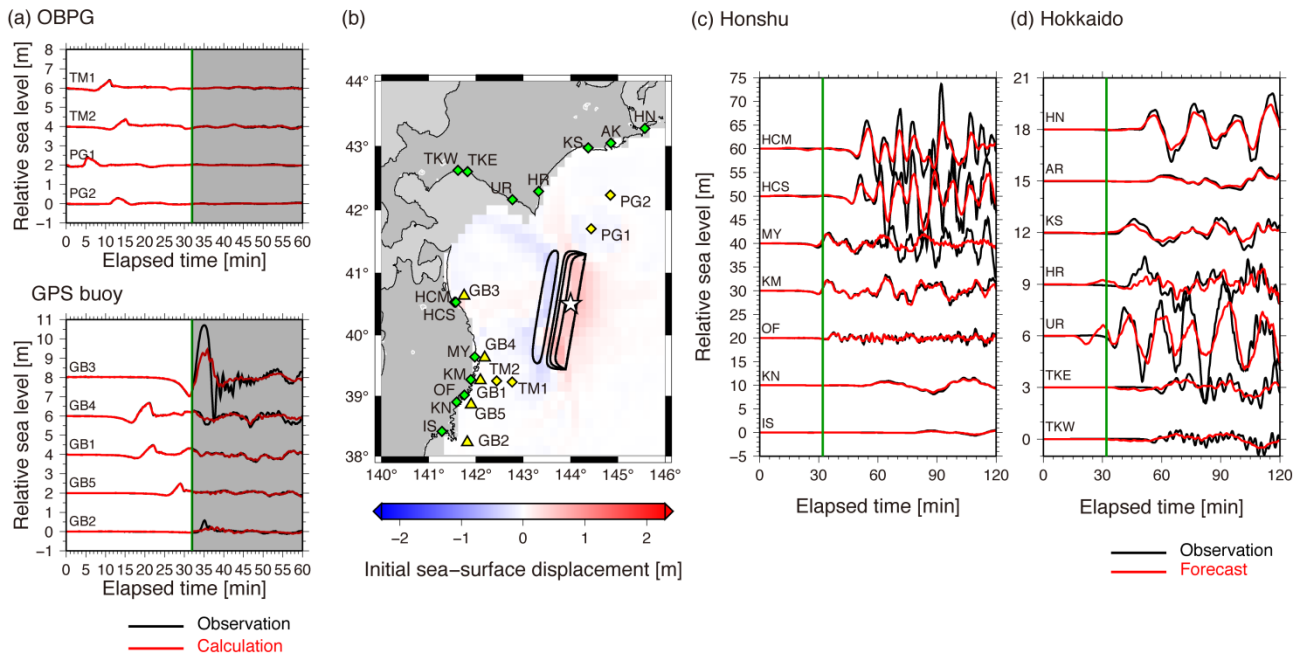 (a) OBPG
Relative sea level [m]
8
7
6
5
4
3
2
1
0
−1
TM1
TM2
PG1
PG2
0 5 10 15 20 25 30 35 40 45 50 55 60
Elapsed time [min]
GPS buoy
Relative sea level [m]
11
10
9
8
7
6
5
4
3
2
1
0
−1
GB3
GB4
GB1
GB5
GB2
0 5 10 15 20 25 30 35 40 45 50 55 60
Elapsed time [min]
Observation
Calculation
(b)
44°
43°
42°
41°
40°
39°
38°
HN
AK
KS
TKW TKE
HR
UR
PG2
PG1
HCM
GB3
HCS
MY
GB4
KM
TM2
TM1
OF
GB1
KN
GB5
IS
GB2
140° 141° 142° 143° 144° 145° 146°
−2 −1 0 1 2
Initial sea−surface displacement [m]
(c) Honshu
Relative sea level [m]
75
70
65
60
55
50
45
40
35
30
25
20
15
10
5
0
−5
HCM
HCS
MY
KM
OF
KN
IS
0 30 60 90 120
Elapsed time [min]
(d) Hokkaido
21
18
15
12
9
6
3
0
HN
AR
KS
HR
UR
TKE
TKW
0 30 60 90 120
Elapsed time [min]
Observation
Forecast